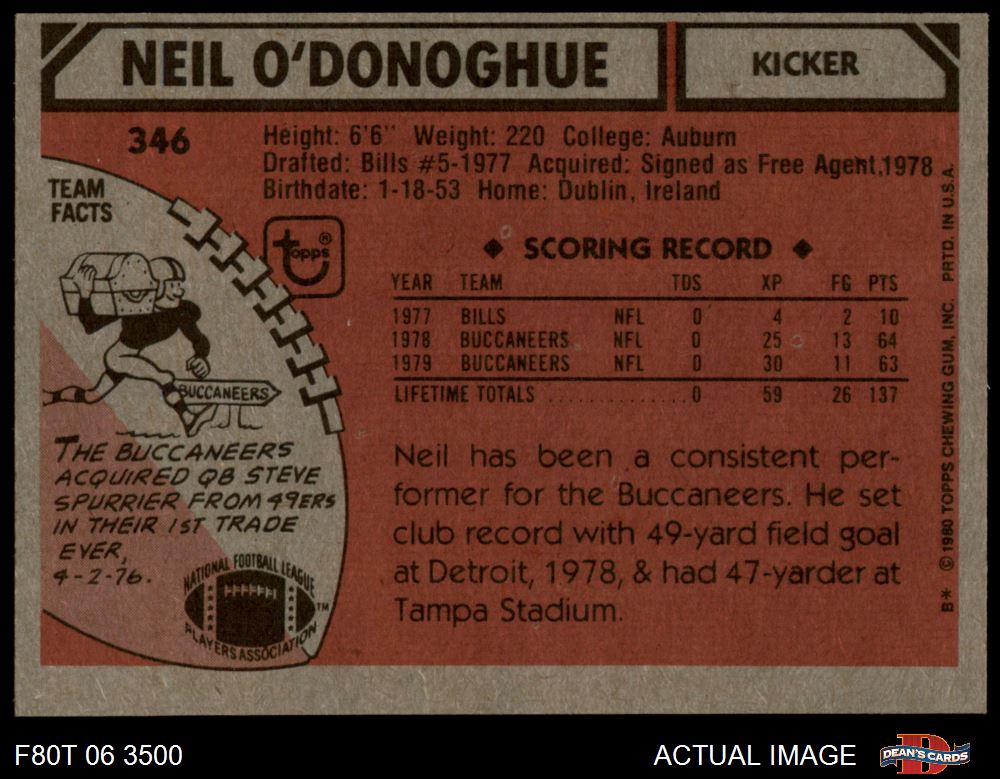 NEIL O'DONOGHUE
KICKER
346
Height: 6'6" Weight: 220 College: Auburn
Drafted: Bills #5-1977 Acquired: Signed as Free Agent,1978
Birthdate: 1-18-53 Home: Dublin, Ireland
TEAM
FACTS
topps®
BUCCANEERS
THE BUCCANEERS
ACQUIRED QB STEVE
SPURRIER FROM 49ERS
IN THEIR 1ST TRADE
EVER,
4-2-76.
NATIONAL FOOTBALL LEAGUE
PLAYERS ASSOCIATION
TM
◆ SCORING RECORD ◆
YEAR TEAM TDS XP FG PTS
1977 BILLS NFL 0 4 2 10
1978 BUCCANEERS NFL 0 25 13 64
1979 BUCCANEERS NFL 0 30 11 63
LIFETIME TOTALS ............ 0 59 26 137
Neil has been a consistent per-
former for the Buccaneers. He set
club record with 49-yard field goal
at Detroit, 1978, & had 47-yarder at
Tampa Stadium.
B* © 1980 TOPPS CHEWING GUM, INC. PRTD. IN U.S.A.
F80T 06 3500
ACTUAL IMAGE
DEAN'S CARDS